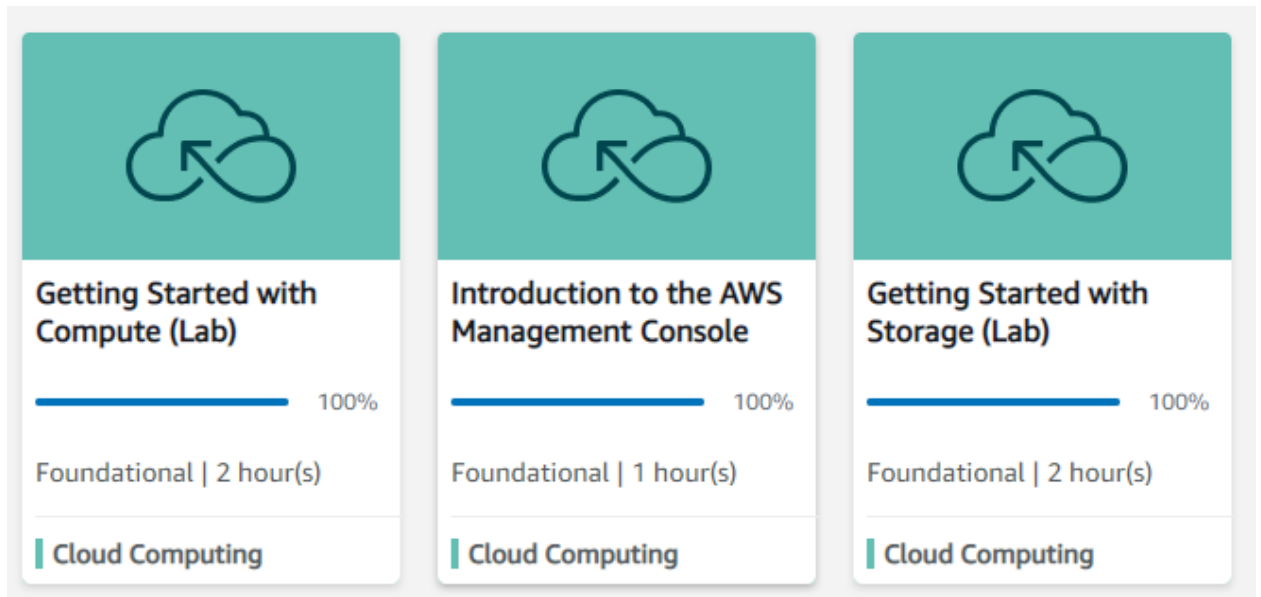 Getting Started with
Compute (Lab)
100%
Foundational | 2 hour(s)
Cloud Computing
Introduction to the AWS
Management Console
100%
Foundational | 1 hour(s)
Cloud Computing
Getting Started with
Storage (Lab)
100%
Foundational | 2 hour(s)
Cloud Computing